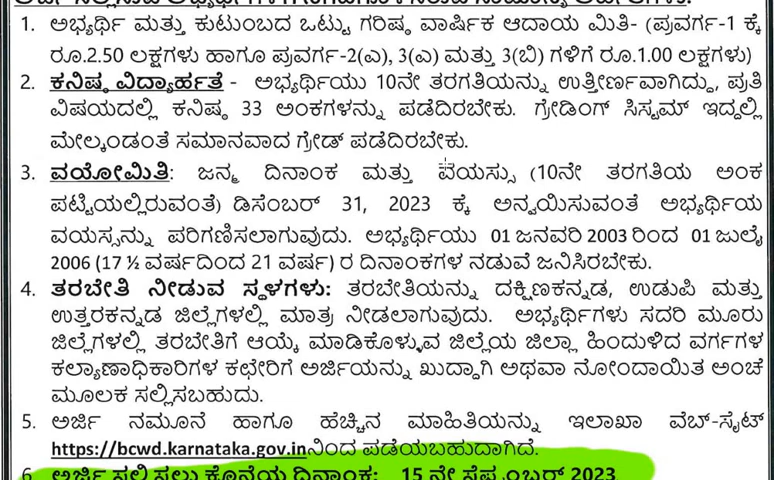 1. ಅಭ್ಯರ್ಥಿ ಮತ್ತು ಕುಟುಂಬದ ಒಟ್ಟು ಗರಿಷ್ಠ ವಾರ್ಷಿಕ ಆದಾಯ ಮಿತಿ- (ಪ್ರವರ್ಗ-1 ಕ್ಕೆ
ರೂ.2.50 ಲಕ್ಷಗಳು ಹಾಗೂ ಪ್ರವರ್ಗ-2(ಎ), 3(ಎ) ಮತ್ತು 3(ಬಿ) ಗಳಿಗೆ ರೂ.1.00 ಲಕ್ಷಗಳು)
2. ಕನಿಷ್ಠ ವಿದ್ಯಾರ್ಹತೆ - ಅಭ್ಯರ್ಥಿಯು 10ನೇ ತರಗತಿಯನ್ನು ಉತ್ತೀರ್ಣವಾಗಿದ್ದು, ಪ್ರತಿ
ವಿಷಯದಲ್ಲಿ ಕನಿಷ್ಠ 33 ಅಂಕಗಳನ್ನು ಪಡೆದಿರಬೇಕು. ಗ್ರೇಡಿಂಗ್ ಸಿಸ್ಟಮ್ ಇದ್ದಲ್ಲಿ
ಮೇಲ್ಕಂಡಂತೆ ಸಮಾನವಾದ ಗ್ರೇಡ್ ಪಡೆದಿರಬೇಕು.
3. ವಯೋಮಿತಿ: ಜನ್ಮ ದಿನಾಂಕ ಮತ್ತು ವಯಸ್ಸು (10ನೇ ತರಗತಿಯ ಅಂಕ
ಪಟ್ಟಿಯಲ್ಲಿರುವಂತೆ) ಡಿಸೆಂಬರ್ 31, 2023 ಕ್ಕೆ ಅನ್ವಯಿಸುವಂತೆ ಅಭ್ಯರ್ಥಿಯ
ವಯಸ್ಸನ್ನು ಪರಿಗಣಿಸಲಾಗುವುದು. ಅಭ್ಯರ್ಥಿಯು 01 ಜನವರಿ 2003 ರಿಂದ 01 ಜುಲೈ
2006 (17 ½ ವರ್ಷದಿಂದ 21 ವರ್ಷ) ರ ದಿನಾಂಕಗಳ ನಡುವೆ ಜನಿಸಿರಬೇಕು.
4. ತರಬೇತಿ ನೀಡುವ ಸ್ಥಳಗಳು: ತರಬೇತಿಯನ್ನು ದಕ್ಷಿಣಕನ್ನಡ, ಉಡುಪಿ ಮತ್ತು
ಉತ್ತರಕನ್ನಡ ಜಿಲ್ಲೆಗಳಲ್ಲಿ ಮಾತ್ರ ನೀಡಲಾಗುವುದು. ಅಭ್ಯರ್ಥಿಗಳು ಸದರಿ ಮೂರು
ಜಿಲ್ಲೆಗಳಲ್ಲಿ ತರಬೇತಿಗೆ ಆಯ್ಕೆ ಮಾಡಿಕೊಳ್ಳುವ ಜಿಲ್ಲೆಯ ಜಿಲ್ಲಾ ಹಿಂದುಳಿದ ವರ್ಗಗಳ
ಕಲ್ಯಾಣಾಧಿಕಾರಿಗಳ ಕಛೇರಿಗೆ ಅರ್ಜಿಯನ್ನು ಖುದ್ದಾಗಿ ಅಥವಾ ನೋಂದಾಯಿತ ಅಂಚೆ
ಮೂಲಕ ಸಲ್ಲಿಸಬಹುದು.
5. ಅರ್ಜಿ ನಮೂನೆ ಹಾಗೂ ಹೆಚ್ಚಿನ ಮಾಹಿತಿಯನ್ನು ಇಲಾಖಾ ವೆಬ್-ಸೈಟ್
https://bcwd.karnataka.gov.inನಿಂದ ಪಡೆಯಬಹುದಾಗಿದೆ.
6. ಅರ್ಜಿ ಸಲ್ಲಿಸಲು ಕೊನೆಯ ದಿನಾಂಕ: 15 ನೇ ಸೆಪ್ಟಂಬರ್ 2023